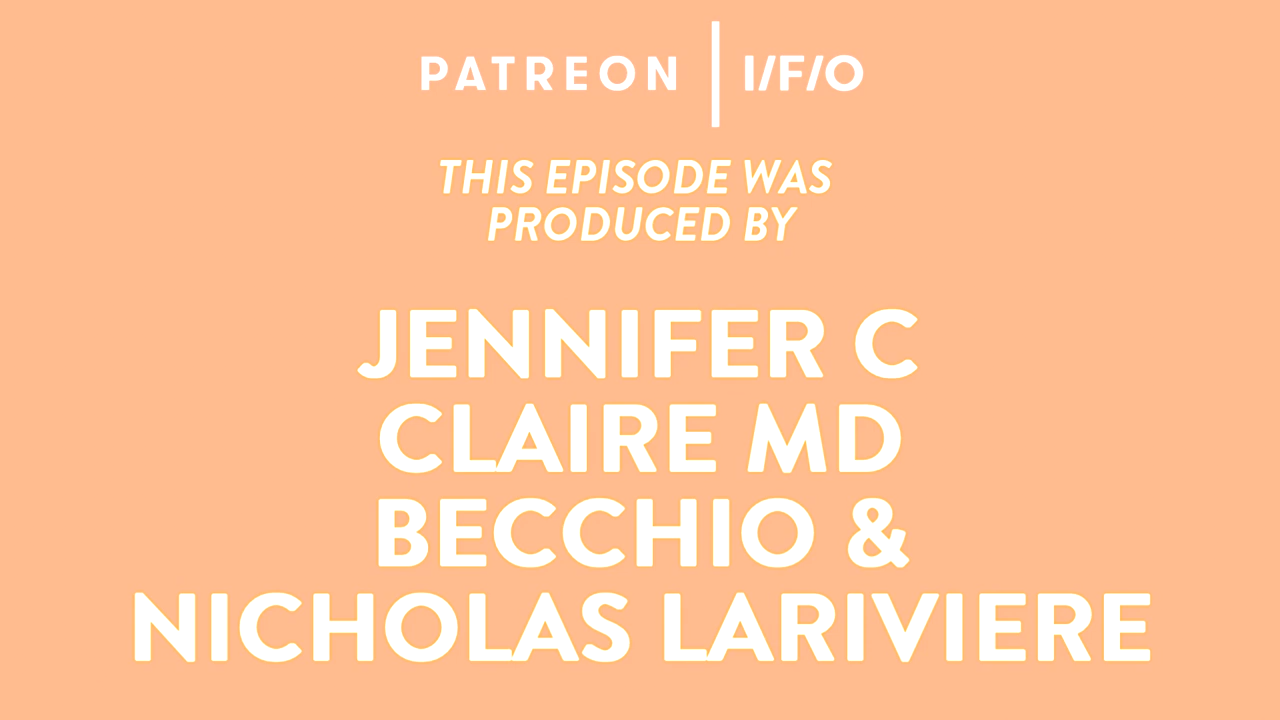 PATREON | I/F/O
THIS EPISODE WAS
PRODUCED BY
JENNIFER C
CLAIRE MD
BECCHIO &
NICHOLAS LARIVIERE